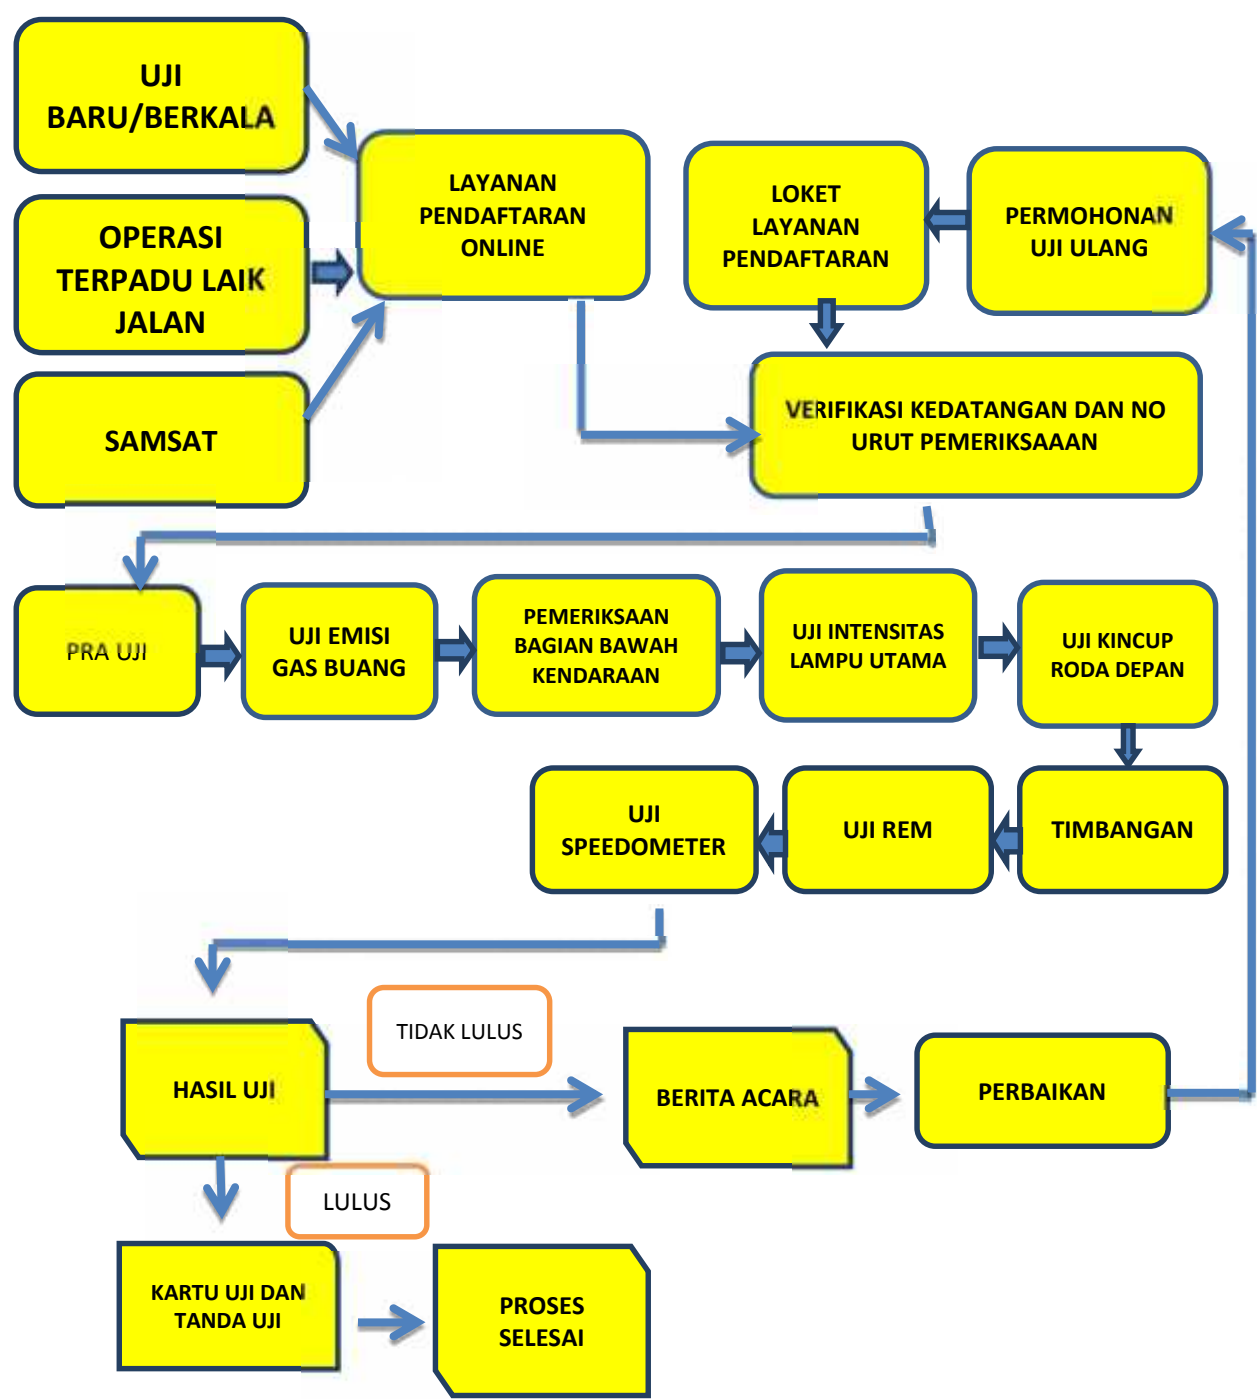 UJI
BARU/BERKALA
OPERASI
TERPADU LAIK
JALAN
SAMSAT
LAYANAN
PENDAFTARAN
ONLINE
LOKET
LAYANAN
PENDAFTARAN
PERMOHONAN
UJI ULANG
VERIFIKASI KEDATANGAN DAN NO
URUT PEMERIKSAAAN
PRA UJI
UJI EMISI
GAS BUANG
PEMERIKSAAN
BAGIAN BAWAH
KENDARAAN
UJI INTENSITAS
LAMPU UTAMA
UJI KINCUP
RODA DEPAN
UJI
SPEEDOMETER
UJI REM
TIMBANGAN
TIDAK LULUS
HASIL UJI
BERITA ACARA
PERBAIKAN
LULUS
KARTU UJI DAN
TANDA UJI
PROSES
SELESAI